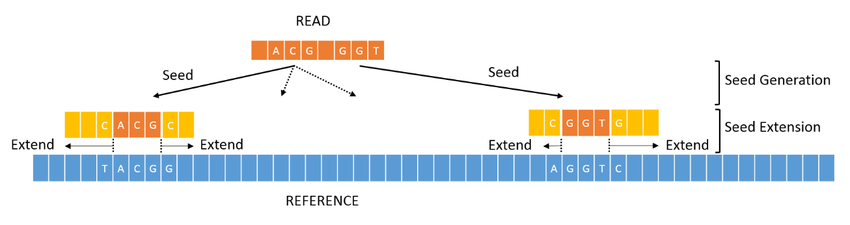 READ
A C G G G T
Seed
Seed
Seed Generation
C A C G C
C G G T G
Seed Extension
Extend
Extend
Extend
Extend
T A C G G
A G G T C
REFERENCE